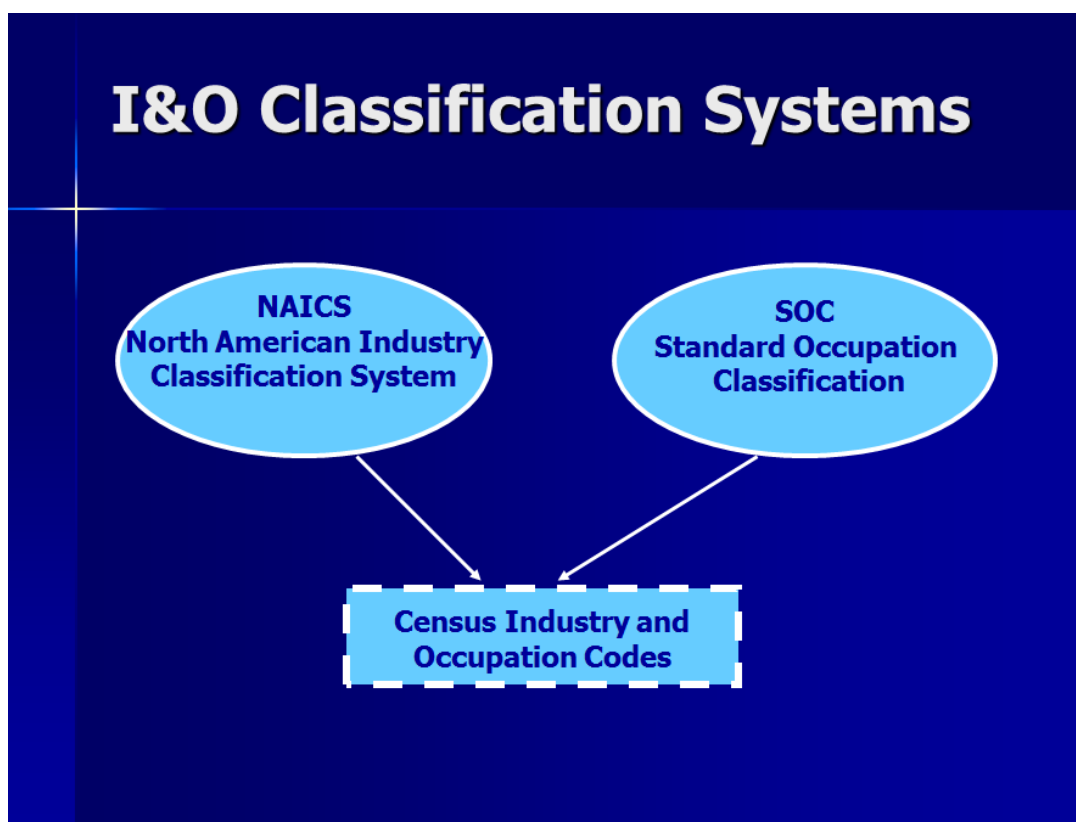 I&O Classification Systems
NAICS
North American Industry
Classification System
SOC
Standard Occupation
Classification
Census Industry and
Occupation Codes